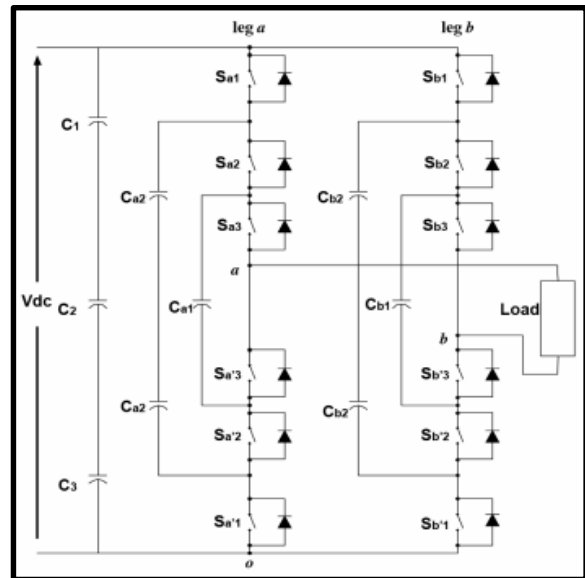 leg a leg b
Sa1 Sb1
C1
Sa2 Sb2
Ca2 Cb2
Sa3 Sb3
a
Vdc C2 Ca1 Cb1 Load
b
Sa'3 Sb'3
Ca2 Cb2
Sa'2 Sb'2
C3
Sa'1 Sb'1
o